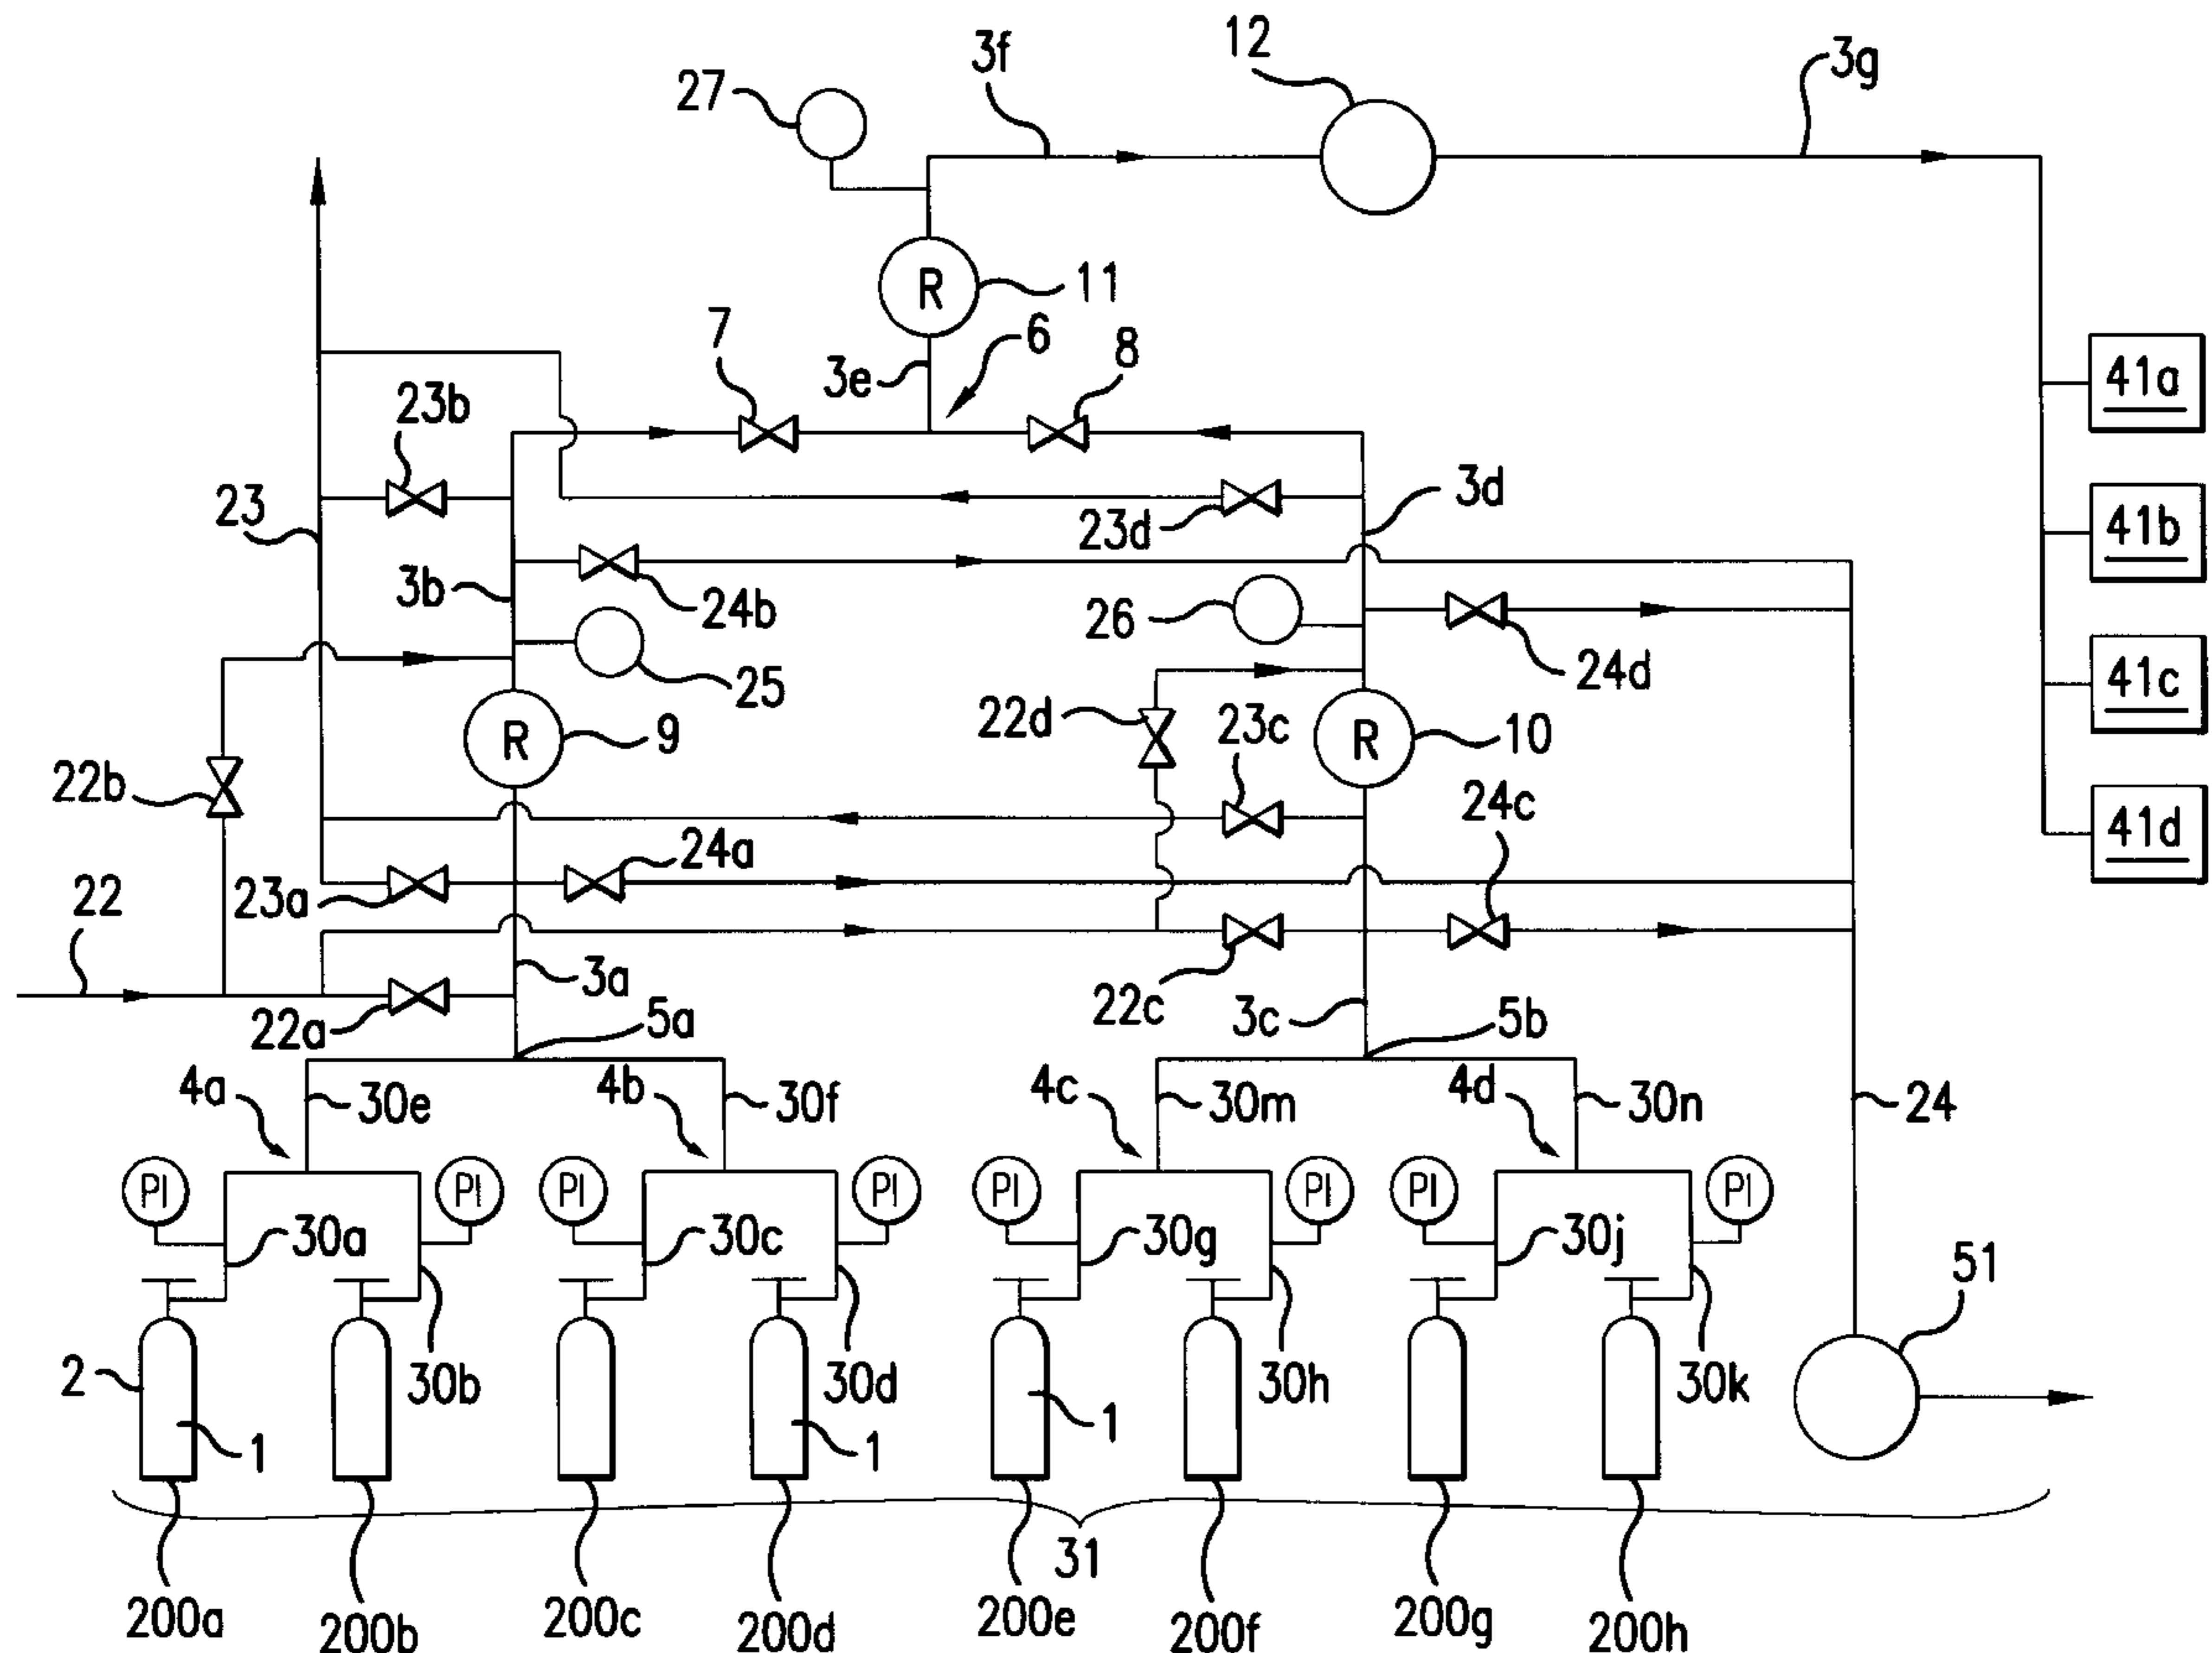 12
3f
3g
27
R
11
7
6
8
3e
41a
23b
3d
23
23d
41b
3b
24b
26
25
24d
41c
22d
23c
R
9
R
10
22b
24c
24a
41d
22
23a
3a
22a
5a
22c
3c
5b
4a
30e
4b
30f
4c
30m
4d
30n
24
PI
PI
PI
PI
PI
PI
PI
PI
30a
30c
30g
30j
51
2
30b
30d
30h
30k
1
1
1
31
200a
200b
200c
200d
200e
200f
200g
200h